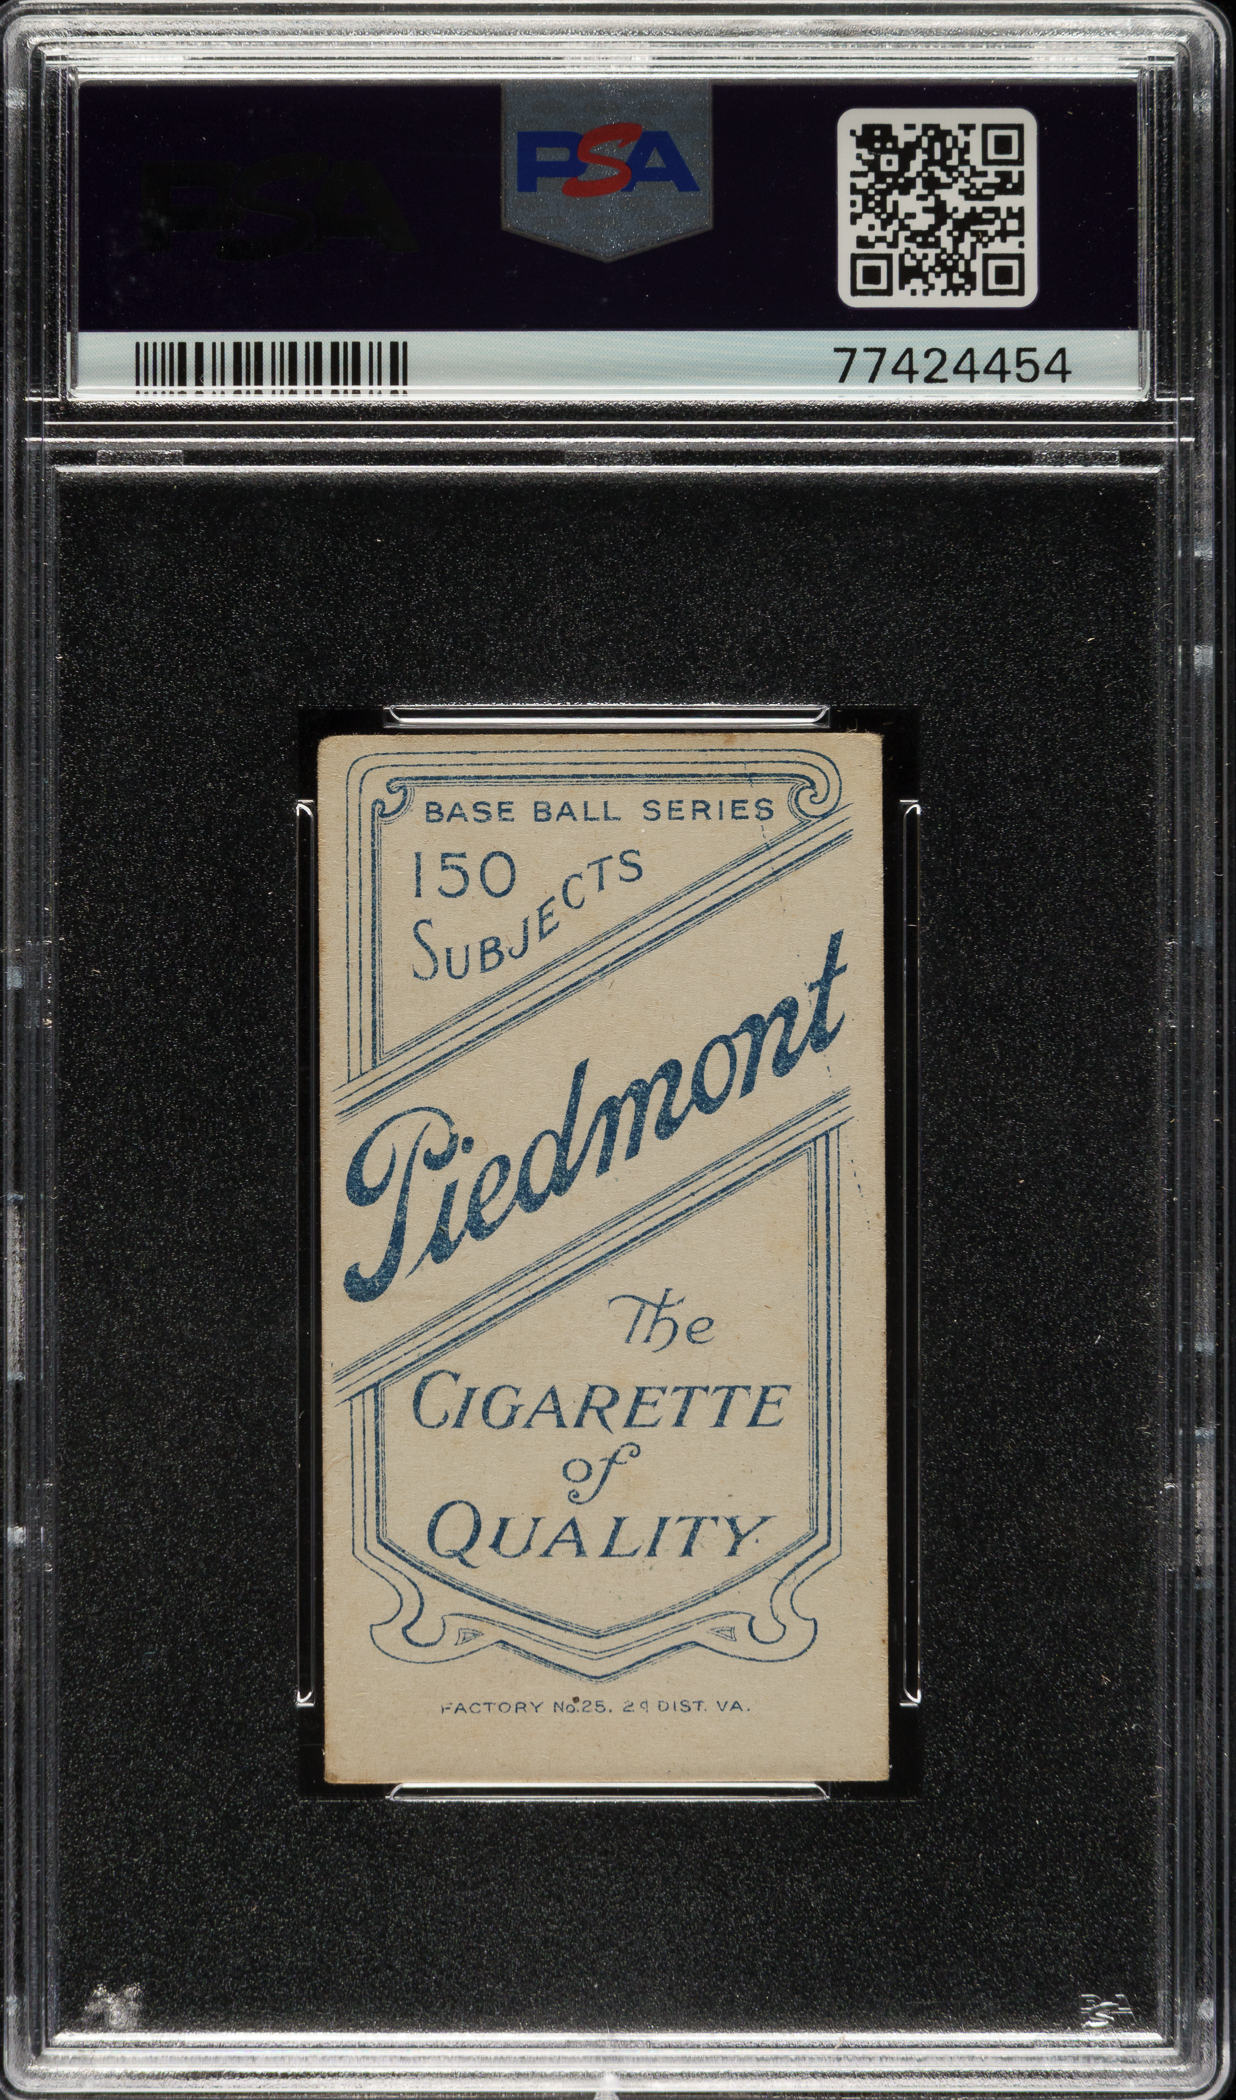 PSA
PSA
77424454
BASE BALL SERIES
150
SUBJECTS
Piedmont
The
CIGARETTE
of
QUALITY.
FACTORY No. 25. 2d DIST. VA.
PSA